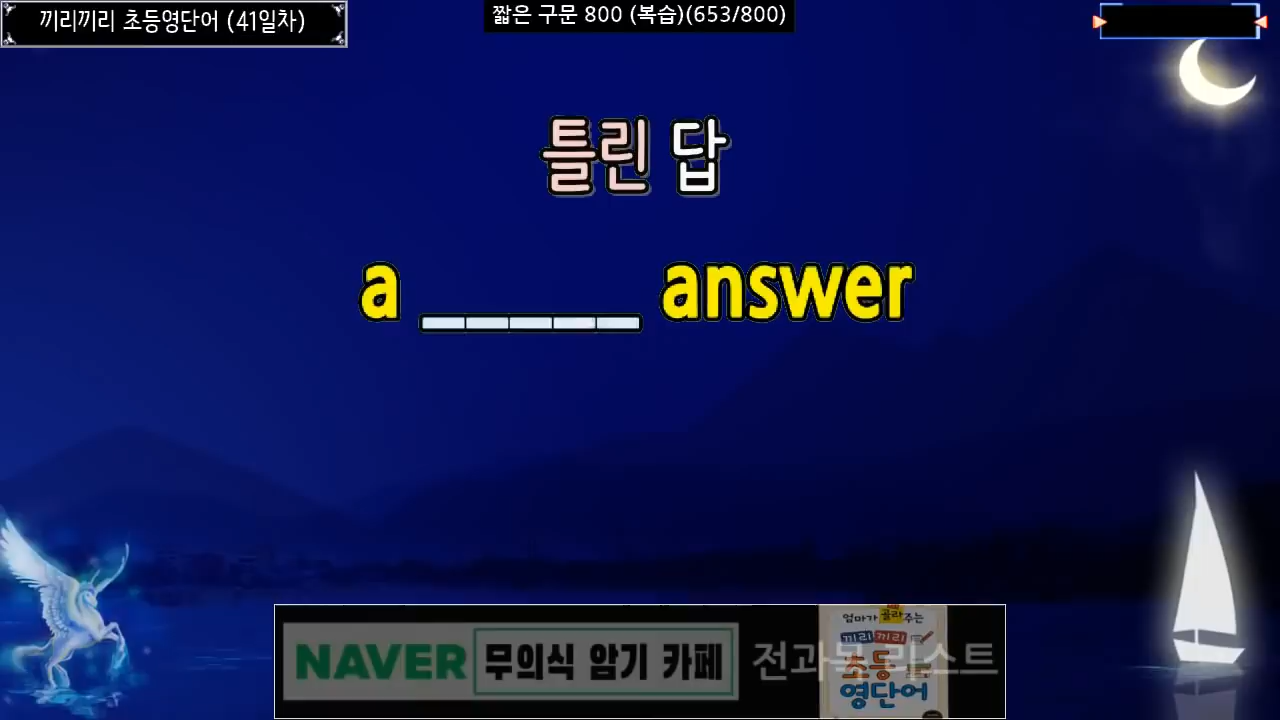 끼리끼리 초등영단어 (41일차)
짧은 구문 800 (복습)(653/800)
틀린 답
a _____ answer
NAVER 무의식 암기 카페
전과목 리스트
엄마가 골라주는
끼리끼리
초등
영단어